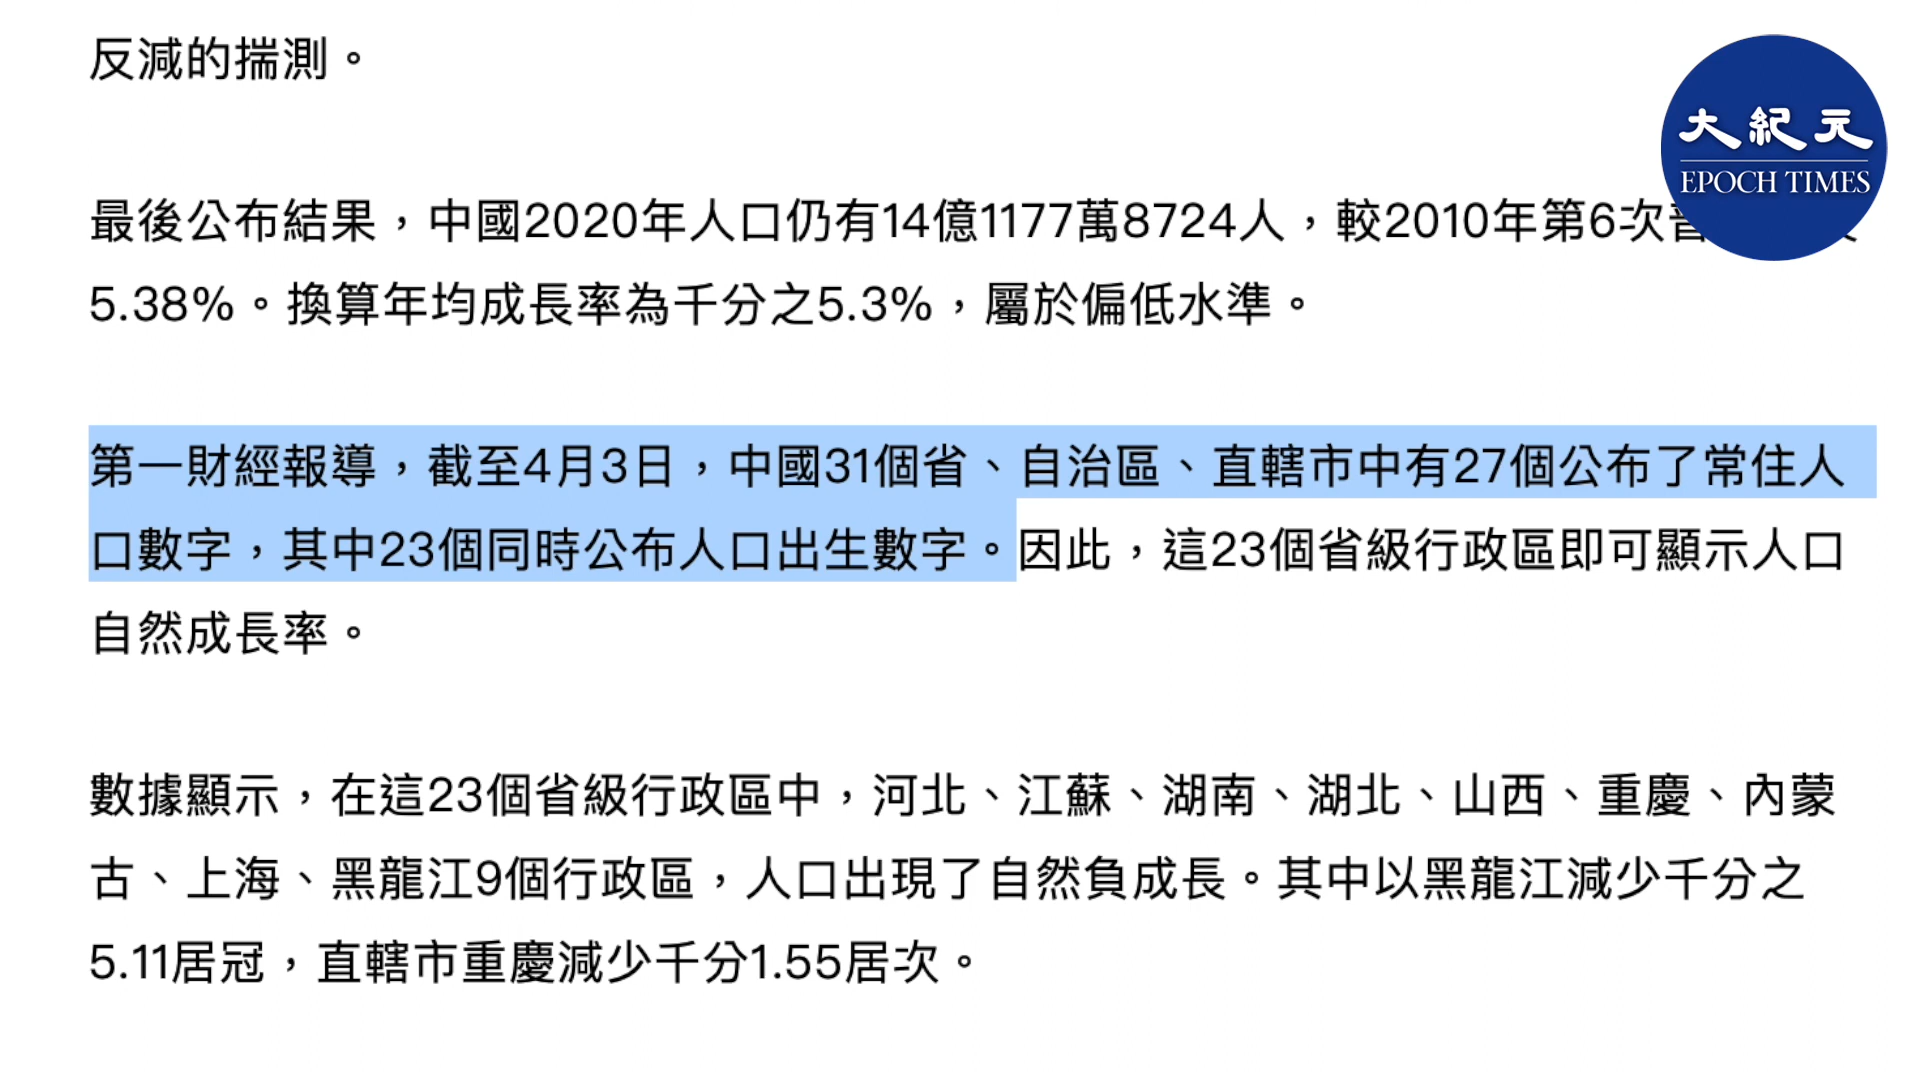 反減的揣測。
大紀元
EPOCH TIMES
最後公布結果，中國2020年人口仍有14億1177萬8724人，較2010年第6次
5.38%。換算年均成長率為千分之5.3%，屬於偏低水準。
第一財經報導，截至4月3日，中國31個省、自治區、直轄市中有27個公布了常住人
口數字，其中23個同時公布人口出生數字。因此，這23個省級行政區即可顯示人口
自然成長率。
數據顯示，在這23個省級行政區中，河北、江蘇、湖南、湖北、山西、重慶、內蒙
古、上海、黑龍江9個行政區，人口出現了自然負成長。其中以黑龍江減少千分之
5.11居冠，直轄市重慶減少千分1.55居次。